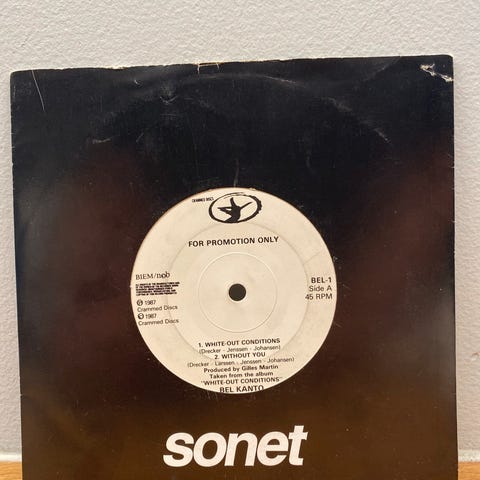 CRAMMED DISCS
FOR PROMOTION ONLY
BIEM/n©b
BEL-1
Side A
45 RPM
℗ 1987
Crammed Discs
© 1987
Crammed Discs
1. WHITE-OUT CONDITIONS
(Drecker - Jenssen - Johansen)
2. WITHOUT YOU
(Drecker - Larssen - Jenssen - Johansen)
Produced by Gilles Martin
Taken from the album
"WHITE-OUT CONDITIONS"
BEL KANTO
sonet